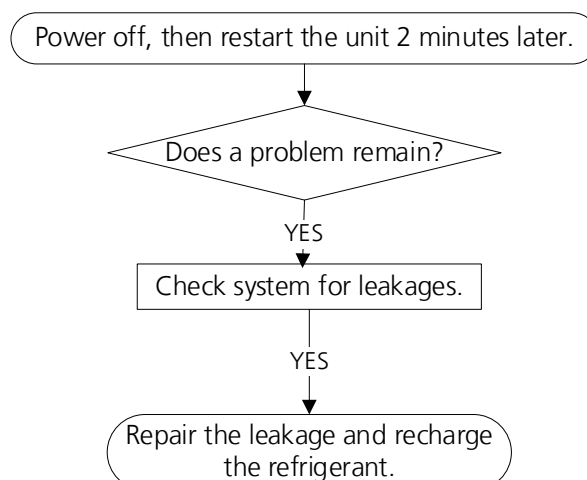 Power off, then restart the unit 2 minutes later.
Does a problem remain?
YES
Check system for leakages.
YES
Repair the leakage and recharge
the refrigerant.